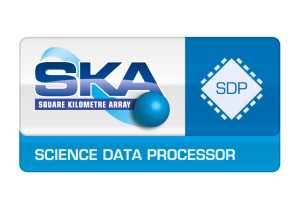 SKA
SQUARE KILOMETRE ARRAY
SDP
SCIENCE DATA PROCESSOR